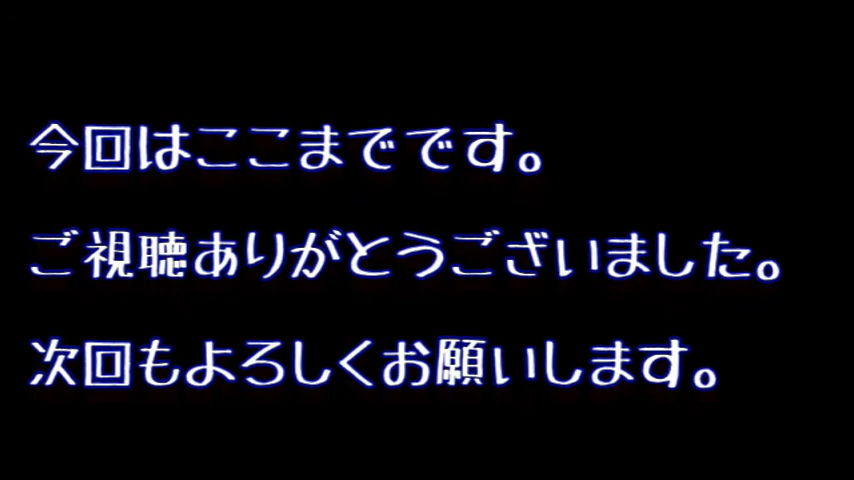 今回はここまでです。
ご視聴ありがとうございました。
次回もよろしくお願いします。